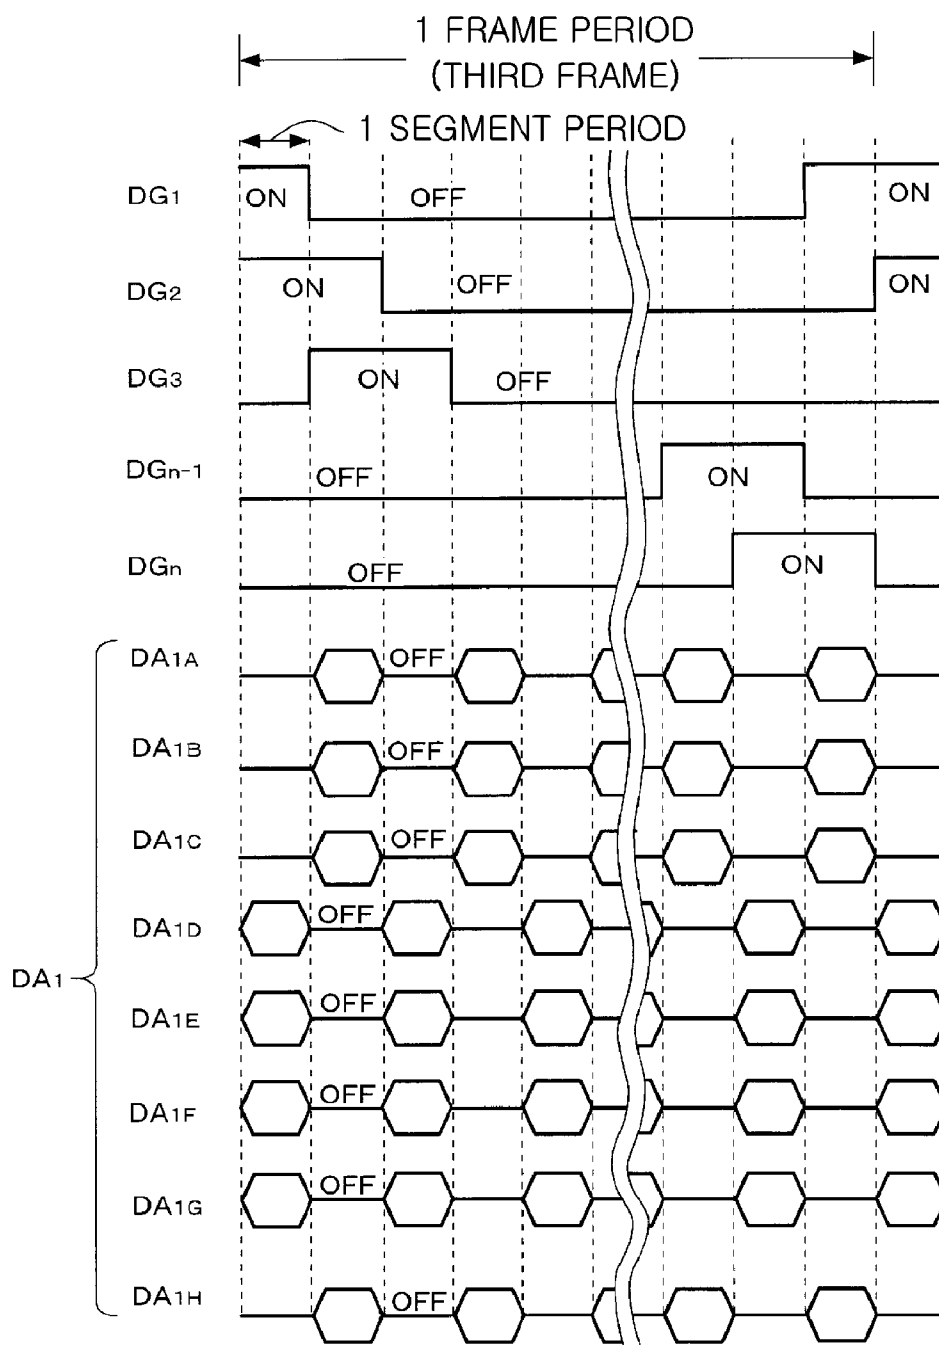 1 FRAME PERIOD
(THIRD FRAME)
1 SEGMENT PERIOD
DG1 ON OFF ON
DG2 ON OFF ON
DG3 ON OFF
DGn-1 OFF ON
DGn OFF ON
DA1A OFF
DA1B OFF
DA1C OFF
DA1D OFF
DA1
DA1E OFF
DA1F OFF
DA1G OFF
DA1H OFF